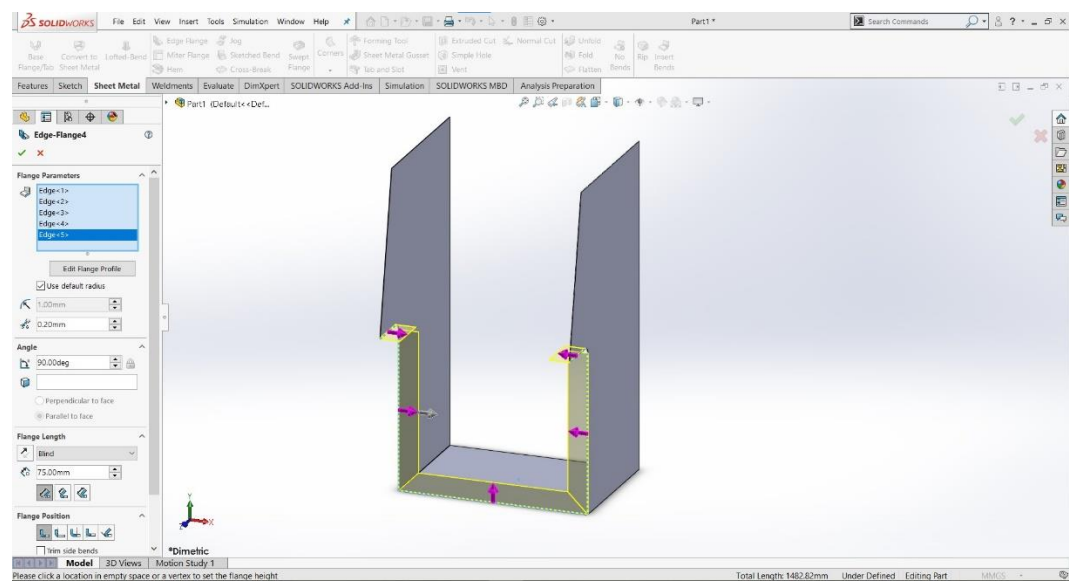 SOLIDWORKS File Edit View Insert Tools Simulation Window Help Part1 * Search Commands
Edge Flange Jog Forming Tool Extruded Cut Normal Cut Unfold
Base Flange/Tab Convert to Sheet Metal Lofted-Bend Miter Flange Sketched Bend Swept Flange Corners Sheet Metal Gusset Simple Hole Fold No Bends Rip Insert Bends
Hem Cross-Break Tab and Slot Vent Flatten
Features Sketch Sheet Metal Weldments Evaluate DimXpert SOLIDWORKS Add-Ins Simulation SOLIDWORKS MBD Analysis Preparation
Part1 (Default<<Def...
Edge-Flange4
Flange Parameters
Edge<1>
Edge<2>
Edge<3>
Edge<4>
Edge<5>
Edit Flange Profile
Use default radius
1.00mm
0.20mm
Angle
90.00deg
Perpendicular to face
Parallel to face
Flange Length
Blind
75.00mm
Flange Position
Trim side bends
Y
X
Z
*Dimetric
Model 3D Views Motion Study 1
Please click a location in empty space or a vertex to set the flange height Total Length: 1482.82mm Under Defined Editing Part MMGS